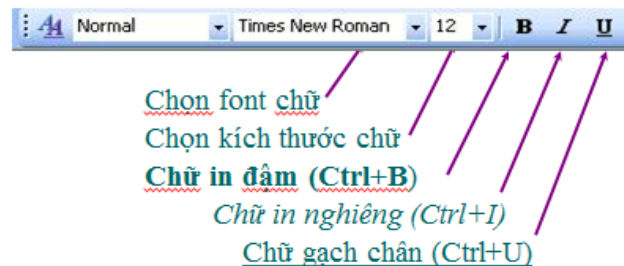 Normal Times New Roman 12 B I U
Chọn font chữ
Chọn kích thước chữ
Chữ in đậm (Ctrl+B)
Chữ in nghiêng (Ctrl+I)
Chữ gạch chân (Ctrl+U)